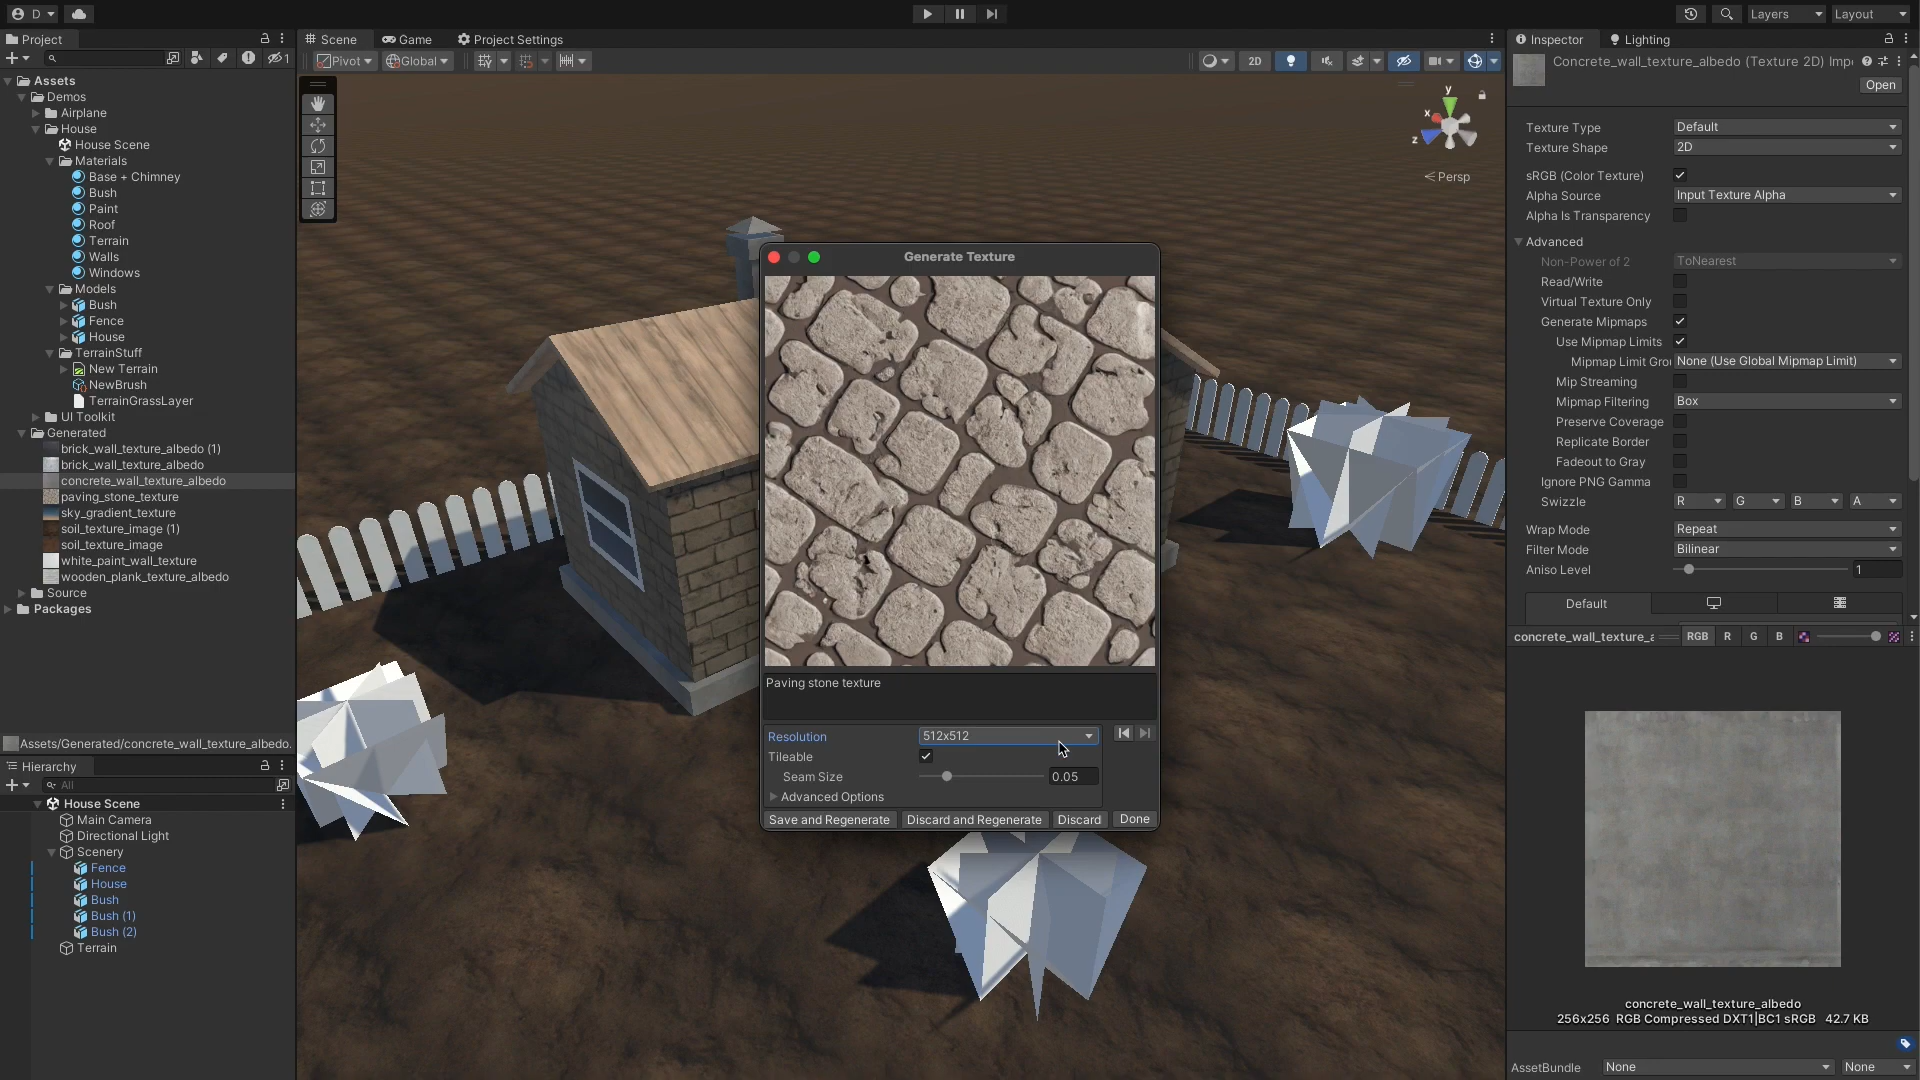 D
Layers
Layout
Project
Scene
Game
Project Settings
Inspector
Lighting
1
Pivot
Global
2D
Concrete_wall_texture_albedo (Texture 2D)
Open
Assets
Demos
Airplane
House
House Scene
Materials
Base + Chimney
Bush
Paint
Roof
Terrain
Walls
Windows
Models
Bush
Fence
House
TerrainStuff
New Terrain
NewBrush
TerrainGrassLayer
UI Toolkit
Generated
brick_wall_texture_albedo (1)
brick_wall_texture_albedo
concrete_wall_texture_albedo
paving_stone_texture
sky_gradient_texture
soil_texture_image (1)
soil_texture_image
white_paint_wall_texture
wooden_plank_texture_albedo
Source
Packages
Assets/Generated/concrete_wall_texture_albedo.
Hierarchy
All
House Scene
Main Camera
Directional Light
Scenery
Fence
House
Bush
Bush (1)
Bush (2)
Terrain
y
x
z
Persp
Generate Texture
Paving stone texture
Resolution 512x512
Tileable
Seam Size 0.05
Advanced Options
Save and Regenerate Discard and Regenerate Discard Done
Texture Type Default
Texture Shape 2D
sRGB (Color Texture)
Alpha Source Input Texture Alpha
Alpha Is Transparency
Advanced
Non-Power of 2 ToNearest
Read/Write
Virtual Texture Only
Generate Mipmaps
Use Mipmap Limits
Mipmap Limit Gro None (Use Global Mipmap Limit)
Mip Streaming
Mipmap Filtering Box
Preserve Coverage
Replicate Border
Fadeout to Gray
Ignore PNG Gamma
Swizzle R G B A
Wrap Mode Repeat
Filter Mode Bilinear
Aniso Level 1
Default
concrete_wall_texture_a RGB R G B
concrete_wall_texture_albedo
256x256 RGB Compressed DXT1|BC1 sRGB 42.7 KB
AssetBundle None None